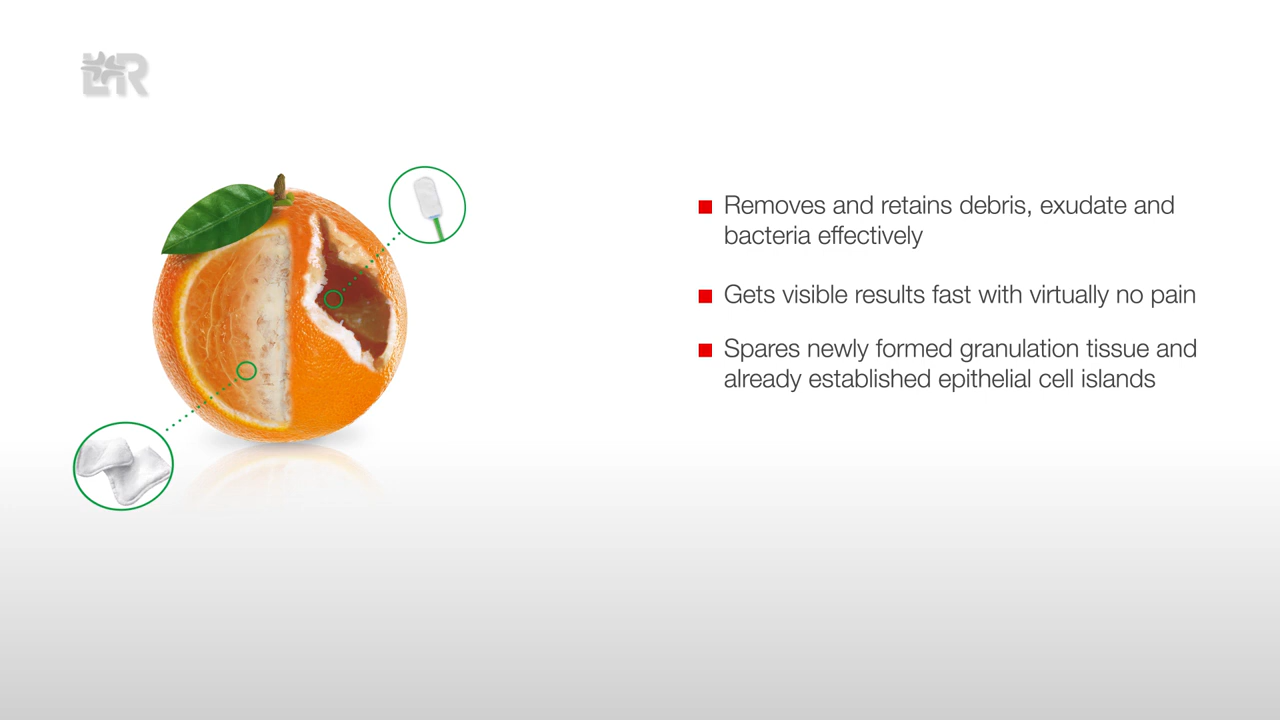 L&R
Removes and retains debris, exudate and
bacteria effectively
Gets visible results fast with virtually no pain
Spares newly formed granulation tissue and
already established epithelial cell islands